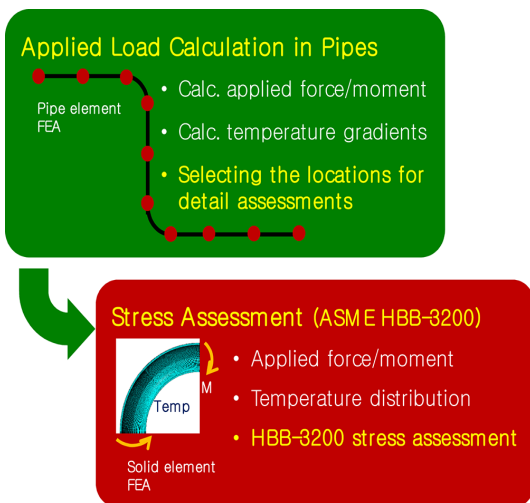 Applied Load Calculation in Pipes
Pipe element
FEA
• Calc. applied force/moment
• Calc. temperature gradients
• Selecting the locations for
detail assessments
Stress Assessment (ASME HBB-3200)
M
Temp
Solid element
FEA
• Applied force/moment
• Temperature distribution
• HBB-3200 stress assessment